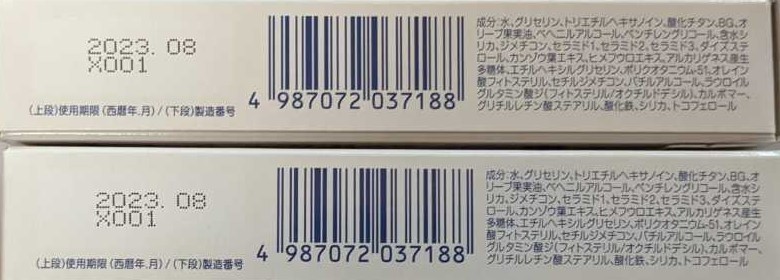 2023. 08
X001
(上段)使用期限(西暦年.月)/(下段)製造番号
4 987072 037188
成分:水、グリセリン、トリエチルヘキサノイン、酸化チタン、BG、オ
リーブ果実油、ベヘニルアルコール、ペンチレングリコール、含水シ
リカ、ジメチコン、セラミド1、セラミド2、セラミド3、ダイズステ
ロール、カンゾウ葉エキス、ヒメフウロエキス、アルカリゲネス産生
多糖体、エチルヘキシルグリセリン、ポリクオタニウム-51、オレイン
酸フィトステリル、セチルジメチコン、バチルアルコール、ラウロイル
グルタミン酸ジ(フィトステリル/オクチルドデシル)、カルボマー、
グリチルレチン酸ステアリル、酸化鉄、シリカ、トコフェロール
2023. 08
X001
(上段)使用期限(西暦年.月)/(下段)製造番号
4 987072 037188
成分:水、グリセリン、トリエチルヘキサノイン、酸化チタン、BG、オ
リーブ果実油、ベヘニルアルコール、ペンチレングリコール、含水シ
リカ、ジメチコン、セラミド1、セラミド2、セラミド3、ダイズステ
ロール、カンゾウ葉エキス、ヒメフウロエキス、アルカリゲネス産生
多糖体、エチルヘキシルグリセリン、ポリクオタニウム-51、オレイン
酸フィトステリル、セチルジメチコン、バチルアルコール、ラウロイル
グルタミン酸ジ(フィトステリル/オクチルドデシル)、カルボマー、
グリチルレチン酸ステアリル、酸化鉄、シリカ、トコフェロール